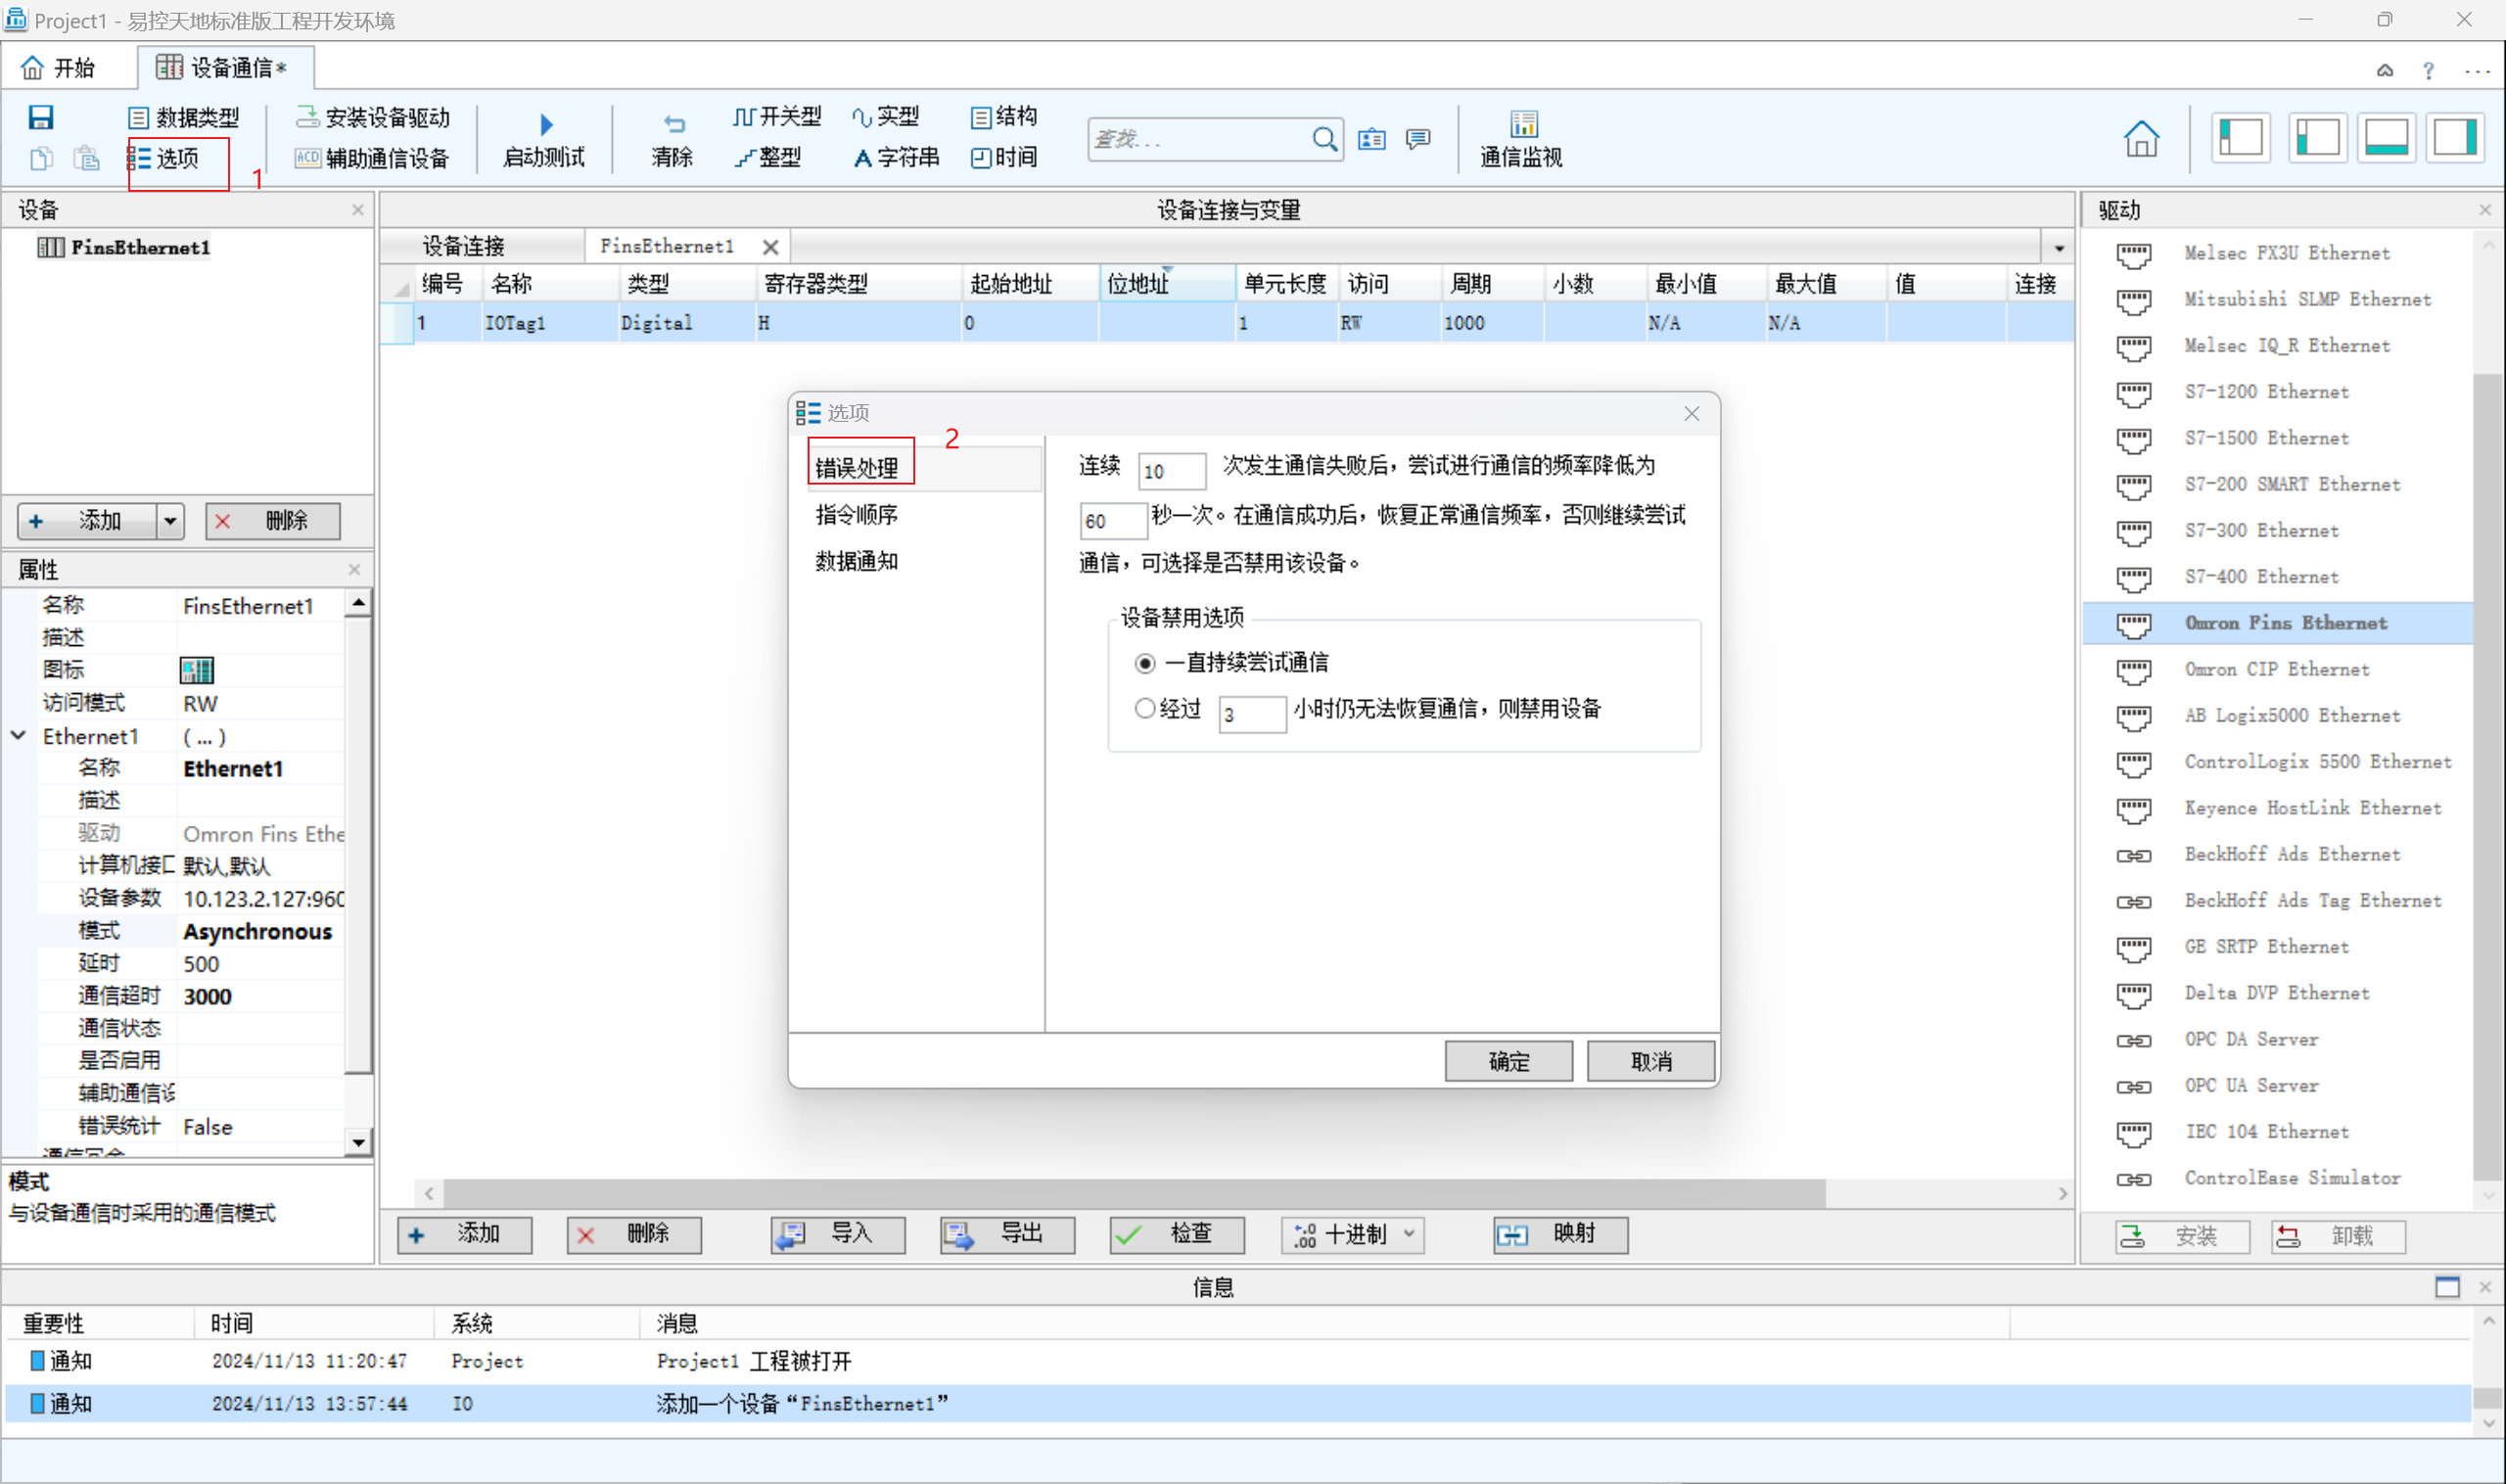 Project1 - 易控天地标准版工程开发环境
开始
设备通信*
?
数据类型
选项
1
安装设备驱动
ACD 辅助通信设备
启动测试
清除
开关型
实型
结构
整型
A 字符串
时间
查找...
通信监视
设备
FinsEthernet1
添加
删除
属性
名称 FinsEthernet1
描述
图标
访问模式 RW
Ethernet1 (...)
名称 Ethernet1
描述
驱动 Omron Fins Ethe
计算机接口 默认,默认
设备参数 10.123.2.127:960
模式 Asynchronous
延时 500
通信超时 3000
通信状态
是否启用
辅助通信设
错误统计 False
模式
与设备通信时采用的通信模式
设备连接与变量
设备连接 FinsEthernet1
编号 名称 类型 寄存器类型 起始地址 位地址 单元长度 访问 周期 小数 最小值 最大值 值 连接
1 IOTag1 Digital H 0 1 RW 1000 N/A N/A
选项
2
错误处理
指令顺序
数据通知
连续 10 次发生通信失败后，尝试进行通信的频率降低为
60 秒一次。在通信成功后，恢复正常通信频率，否则继续尝试
通信，可选择是否禁用该设备。
设备禁用选项
一直持续尝试通信
经过 3 小时仍无法恢复通信，则禁用设备
确定 取消
添加 删除 导入 导出 检查 十进制 映射
驱动
Melsec FX3U Ethernet
Mitsubishi SLMP Ethernet
Melsec IQ_R Ethernet
S7-1200 Ethernet
S7-1500 Ethernet
S7-200 SMART Ethernet
S7-300 Ethernet
S7-400 Ethernet
Omron Fins Ethernet
Omron CIP Ethernet
AB Logix5000 Ethernet
ControlLogix 5500 Ethernet
Keyence HostLink Ethernet
BeckHoff Ads Ethernet
BeckHoff Ads Tag Ethernet
GE SRTP Ethernet
Delta DVP Ethernet
OPC DA Server
OPC UA Server
IEC 104 Ethernet
ControlEase Simulator
安装 卸载
信息
重要性 时间 系统 消息
通知 2024/11/13 11:20:47 Project Project1 工程被打开
通知 2024/11/13 13:57:44 IO 添加一个设备“FinsEthernet1”